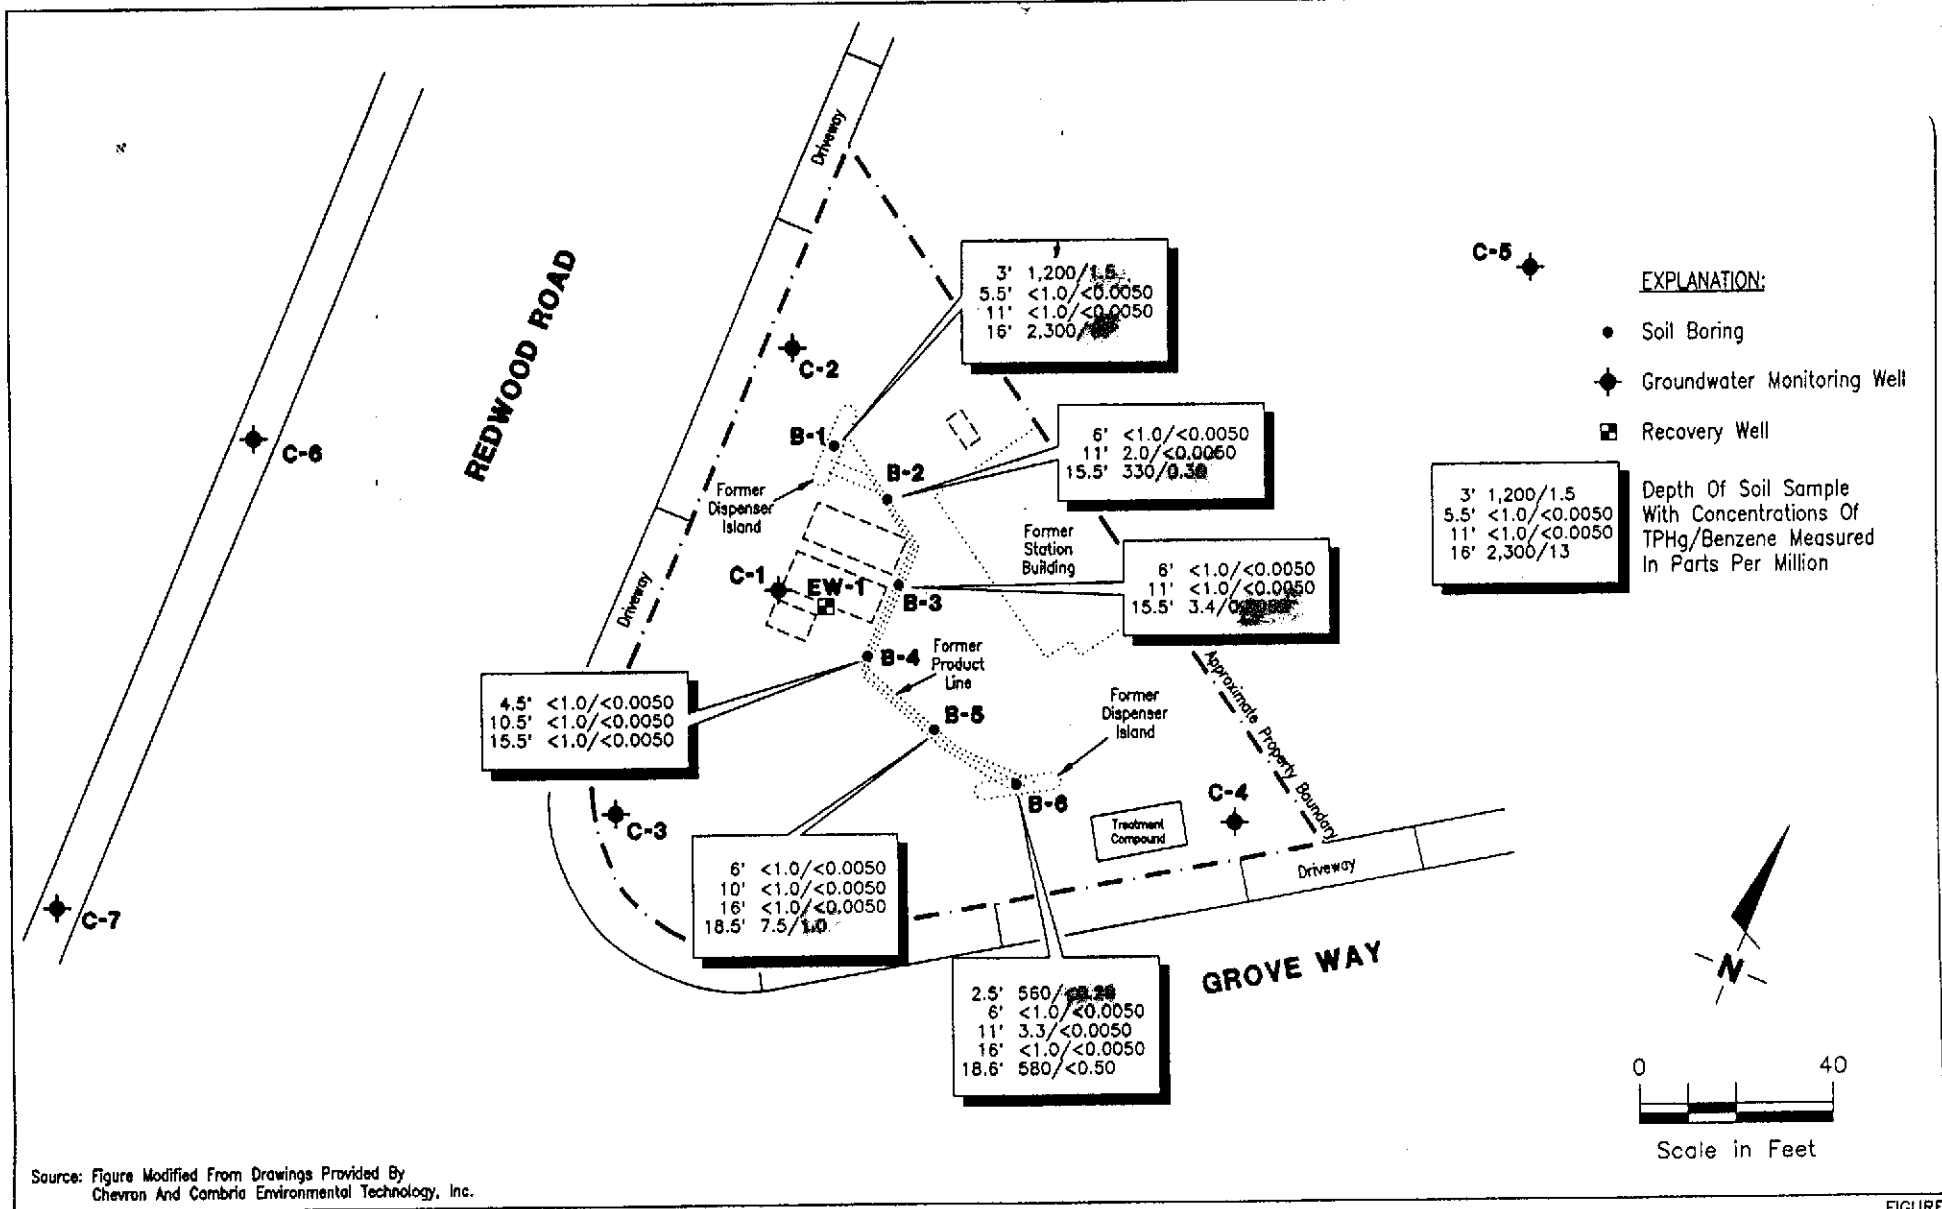 Driveway
REDWOOD ROAD
C-6
C-7
C-2
3' 1,200/1.5
5.5' <1.0/<0.0050
11' <1.0/<0.0050
16' 2,300/
C-5
EXPLANATION:
Soil Boring
Groundwater Monitoring Well
Recovery Well
3' 1,200/1.5
5.5' <1.0/<0.0050
11' <1.0/<0.0050
16' 2,300/13
Depth Of Soil Sample
With Concentrations Of
TPHg/Benzene Measured
In Parts Per Million
B-1
B-2
6' <1.0/<0.0050
11' 2.0/<0.0050
15.5' 330/
Former
Dispenser
Island
Former
Station
Building
6' <1.0/<0.0050
11' <1.0/<0.0050
15.5' 3.4/
C-1
EW-1
B-3
Driveway
B-4
Former
Product
Line
4.5' <1.0/<0.0050
10.5' <1.0/<0.0050
15.5' <1.0/<0.0050
B-5
Former
Dispenser
Island
Approximate Property Boundary
B-6
C-3
C-4
Treatment
Compound
Driveway
6' <1.0/<0.0050
10' <1.0/<0.0050
16' <1.0/<0.0050
18.5' 7.5/1.0
2.5' 560/
6' <1.0/<0.0050
11' 3.3/<0.0050
16' <1.0/<0.0050
18.6' 580/<0.50
GROVE WAY
N
0 40
Scale in Feet
Source: Figure Modified From Drawings Provided By
Chevron And Cambria Environmental Technology, Inc.
FIGURE